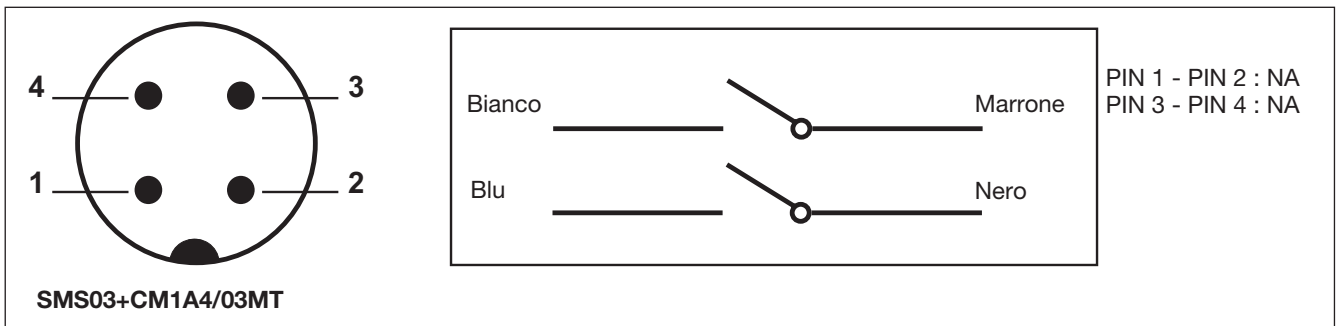 4
3
1
2
SMS03+CM1A4/03MT
Bianco
Marrone
Blu
Nero
PIN 1 - PIN 2 : NA
PIN 3 - PIN 4 : NA